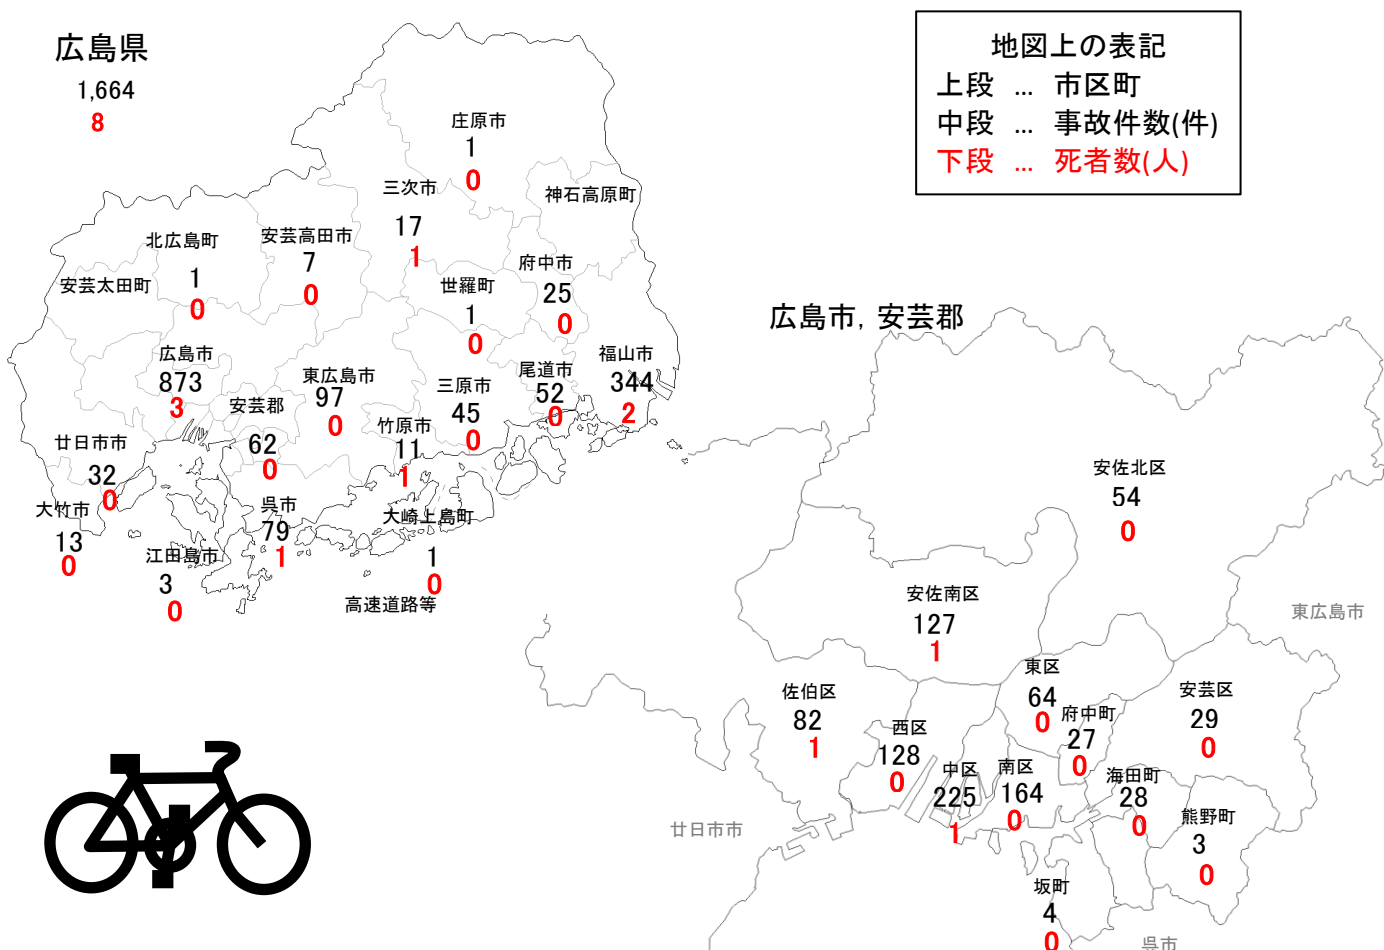 広島県
1,664
8
地図上の表記
上段 … 市区町
中段 … 事故件数(件)
下段 … 死者数(人)
庄原市
1
0
三次市
17
1
神石高原町
北広島町
1
0
安芸高田市
7
0
安芸太田町
世羅町
1
0
府中市
25
0
広島市
873
3
安芸郡
62
0
東広島市
97
0
三原市
45
0
尾道市
52
0
福山市
344
2
竹原市
11
1
廿日市市
32
0
大竹市
13
0
江田島市
3
0
呉市
79
1
大崎上島町
1
0
高速道路等
広島市, 安芸郡
安佐北区
54
0
安佐南区
127
1
東広島市
佐伯区
82
1
西区
128
0
中区
225
1
南区
164
0
東区
64
0
府中町
27
0
安芸区
29
0
海田町
28
0
熊野町
3
0
坂町
4
0
廿日市市
呉市